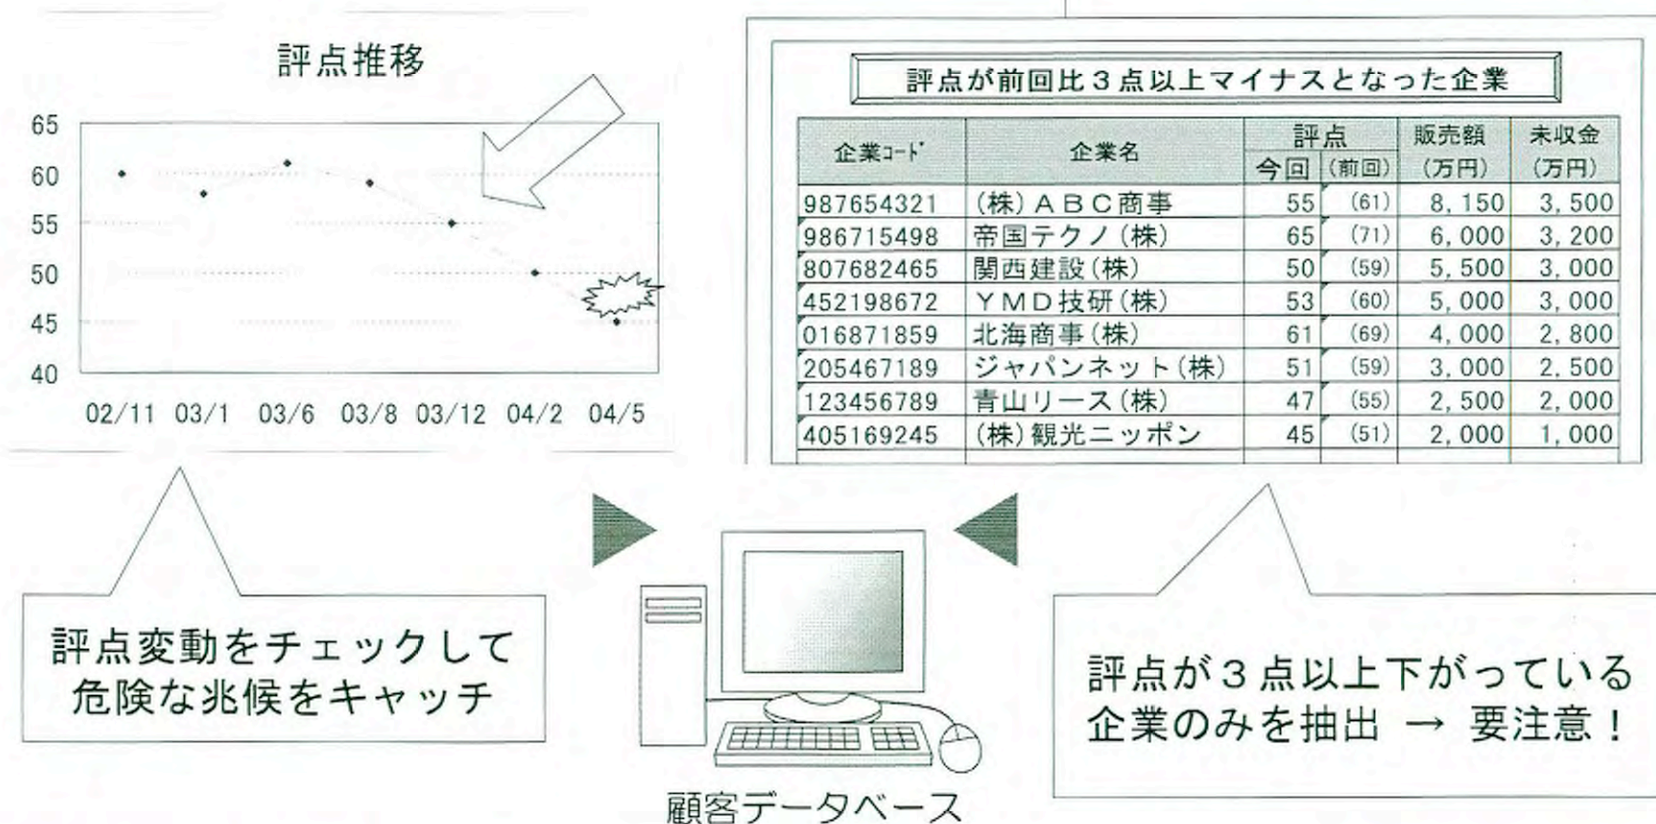 評点推移
65
60
55
50
45
40
02/11 03/1 03/6 03/8 03/12 04/2 04/5
評点が前回比3点以上マイナスとなった企業
企業ｺｰﾄﾞ 企業名 評点 販売額 未収金
今回 (前回) (万円) (万円)
987654321 (株)ＡＢＣ商事 55 (61) 8,150 3,500
986715498 帝国テクノ(株) 65 (71) 6,000 3,200
807682465 関西建設(株) 50 (59) 5,500 3,000
452198672 ＹＭＤ技研(株) 53 (60) 5,000 3,000
016871859 北海商事(株) 61 (69) 4,000 2,800
205467189 ジャパンネット(株) 51 (59) 3,000 2,500
123456789 青山リース(株) 47 (55) 2,500 2,000
405169245 (株)観光ニッポン 45 (51) 2,000 1,000
評点変動をチェックして
危険な兆候をキャッチ
評点が３点以上下がっている
企業のみを抽出 → 要注意！
顧客データベース